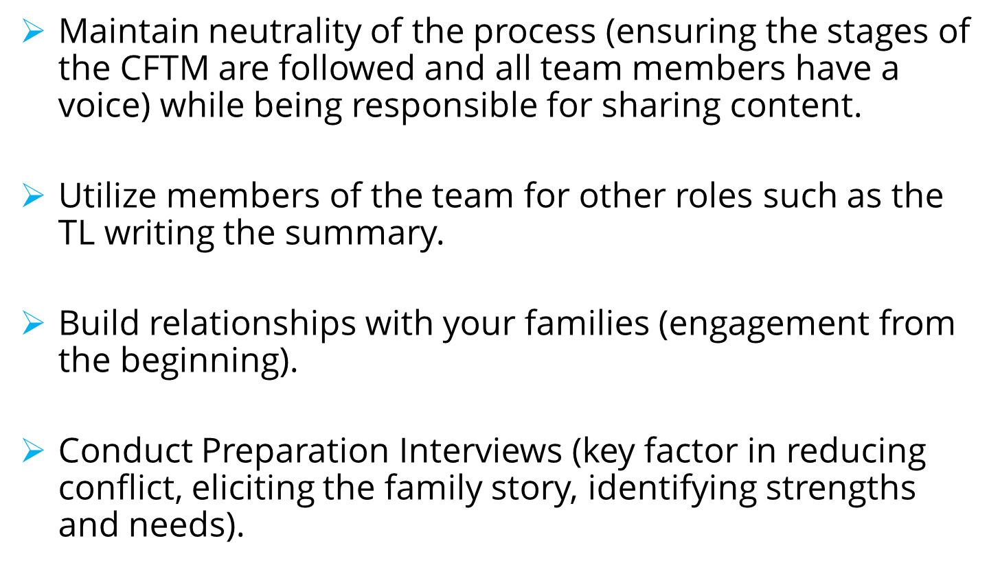 ➢ Maintain neutrality of the process (ensuring the stages of
the CFTM are followed and all team members have a
voice) while being responsible for sharing content.
➢ Utilize members of the team for other roles such as the
TL writing the summary.
➢ Build relationships with your families (engagement from
the beginning).
➢ Conduct Preparation Interviews (key factor in reducing
conflict, eliciting the family story, identifying strengths
and needs).